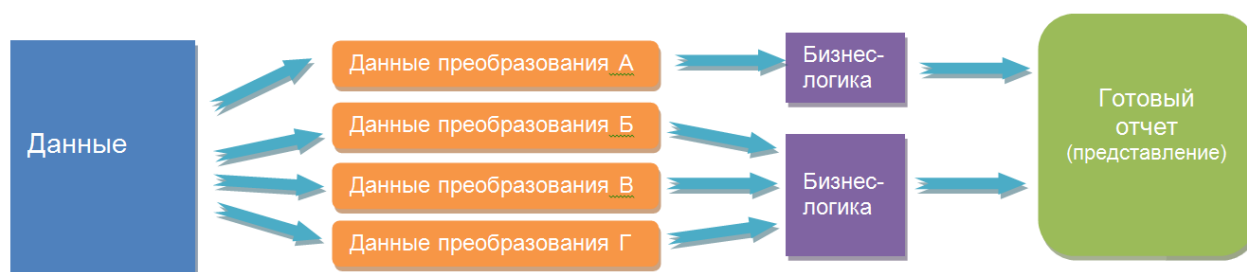 Данные
Данные преобразования А
Данные преобразования Б
Данные преобразования В
Данные преобразования Г
Бизнес-
логика
Бизнес-
логика
Готовый
отчет
(представление)